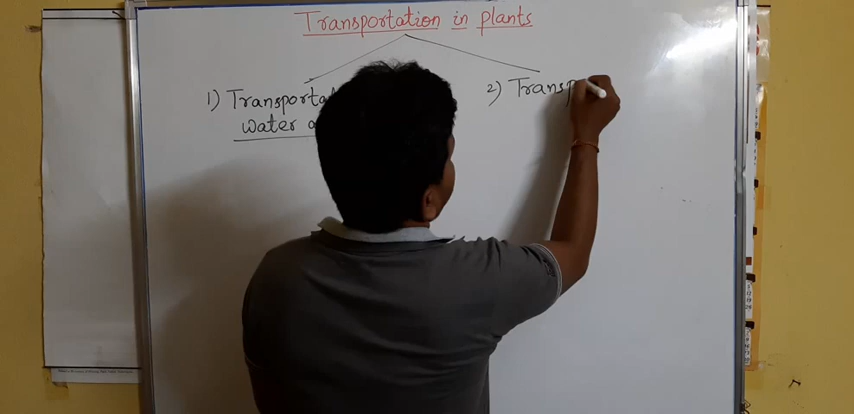 Transportation in plants
1) Transporta
water
2) Transp